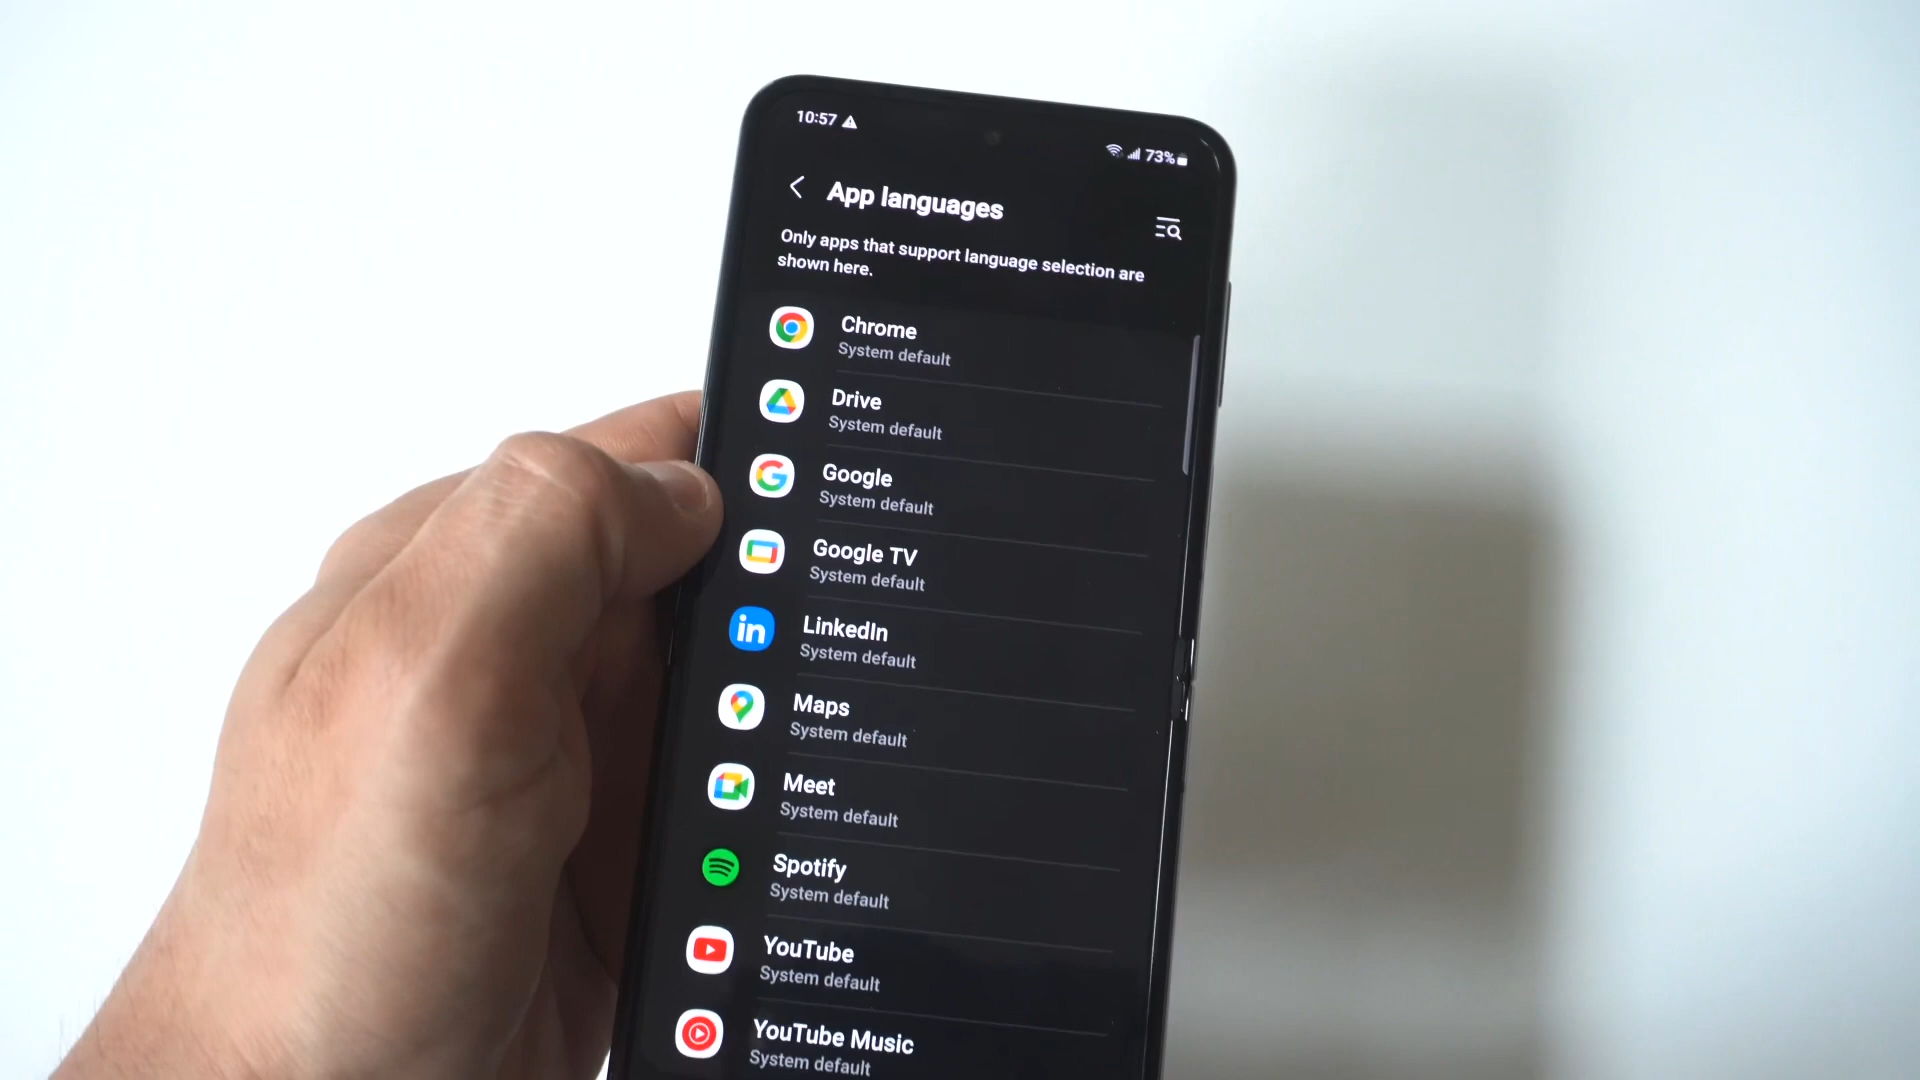 10:57
73%
App languages
Only apps that support language selection are
shown here.
Chrome
System default
Drive
System default
Google
System default
Google TV
System default
in
LinkedIn
System default
Maps
System default
Meet
System default
Spotify
System default
YouTube
System default
YouTube Music
System default